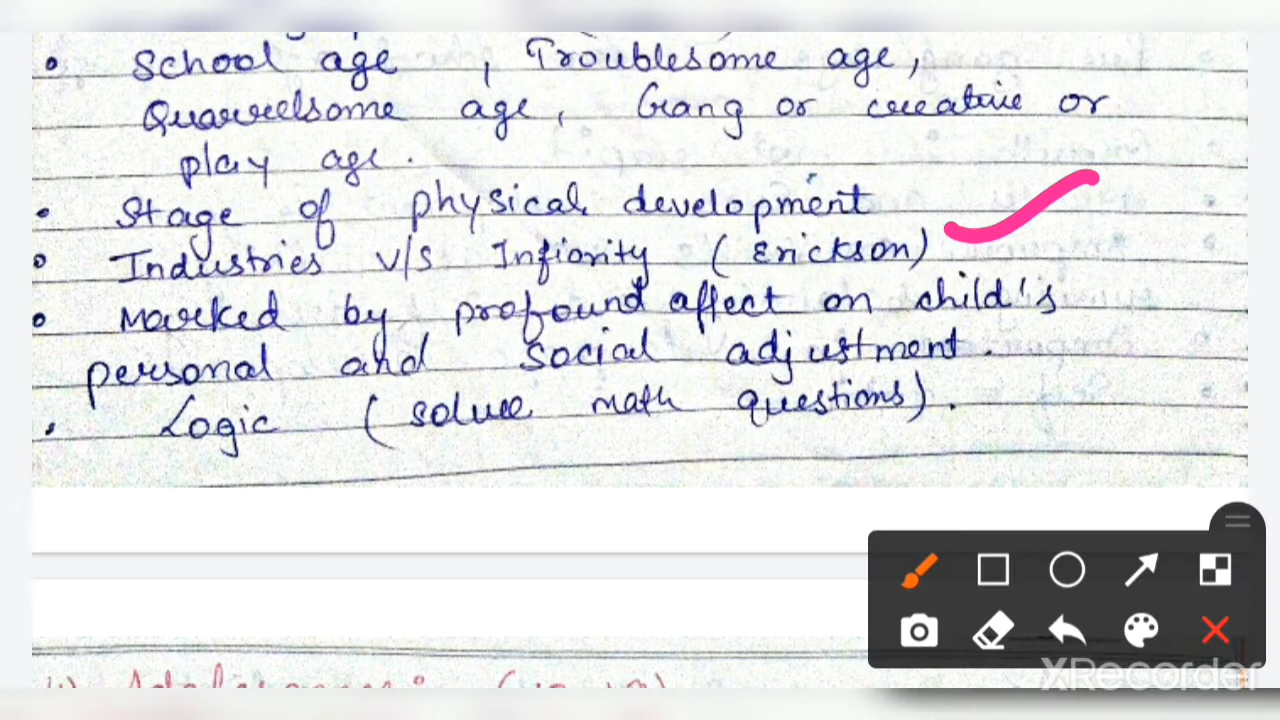 • School age, Troublesome age,
Quarrelsome age, Gang or creative or
play age.
• Stage of physical development
• Industries v/s Infiority (Erickson)
• Marked by profound affect on child's
personal and social adjustment.
• Logic (solve math questions).
XRecorder